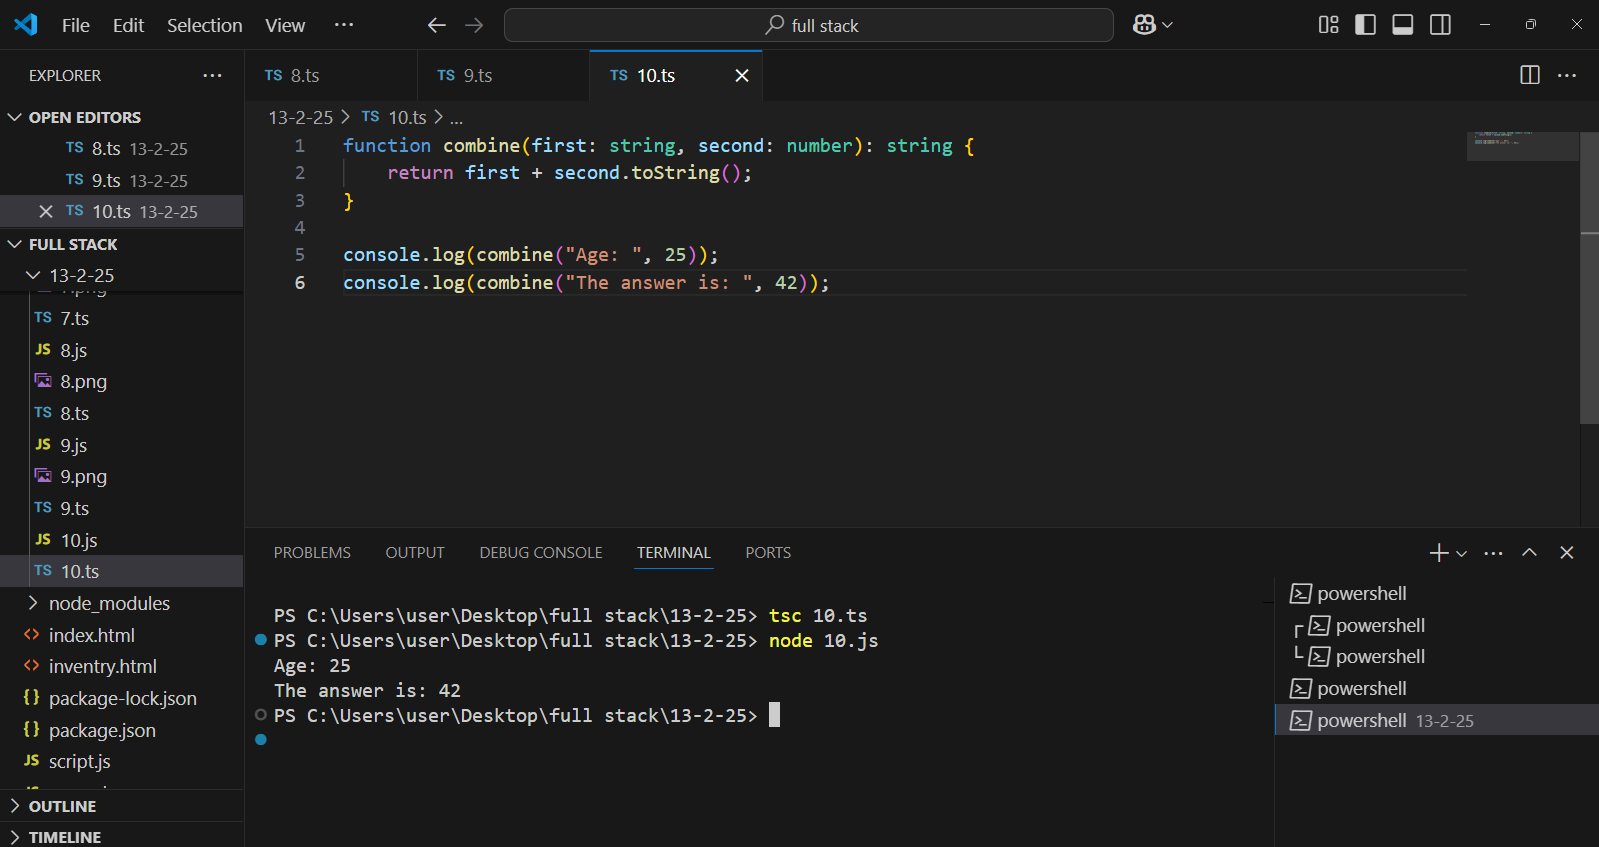 File Edit Selection View ··· full stack
EXPLORER ···
OPEN EDITORS
TS 8.ts 13-2-25
TS 9.ts 13-2-25
TS 10.ts 13-2-25
FULL STACK
13-2-25
TS 7.ts
JS 8.js
8.png
TS 8.ts
JS 9.js
9.png
TS 9.ts
JS 10.js
TS 10.ts
node_modules
<> index.html
<> inventry.html
{} package-lock.json
{} package.json
JS script.js
OUTLINE
TIMELINE
TS 8.ts TS 9.ts TS 10.ts
13-2-25 > TS 10.ts > ...
1 function combine(first: string, second: number): string {
2     return first + second.toString();
3 }
4
5 console.log(combine("Age: ", 25));
6 console.log(combine("The answer is: ", 42));
PROBLEMS OUTPUT DEBUG CONSOLE TERMINAL PORTS
PS C:\Users\user\Desktop\full stack\13-2-25> tsc 10.ts
PS C:\Users\user\Desktop\full stack\13-2-25> node 10.js
Age: 25
The answer is: 42
PS C:\Users\user\Desktop\full stack\13-2-25>
powershell
powershell
powershell
powershell
powershell 13-2-25